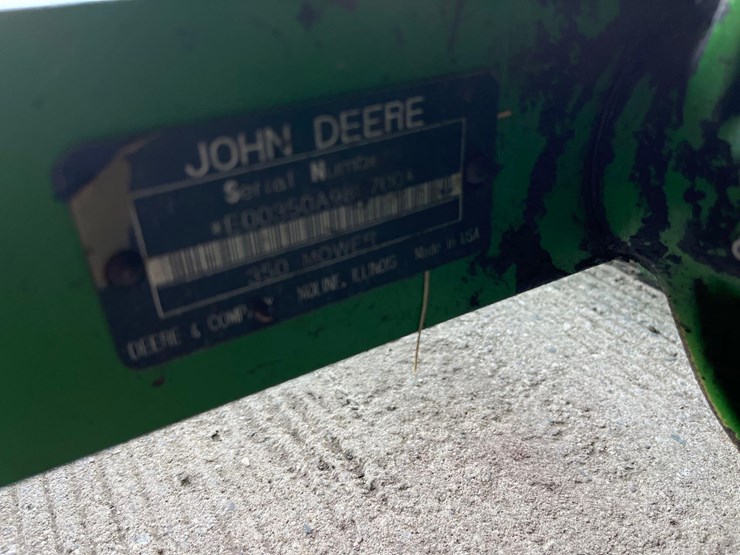 JOHN DEERE
Serial Number
350 MOWER
DEERE & COMPANY MOLINE, ILLINOIS Made in USA